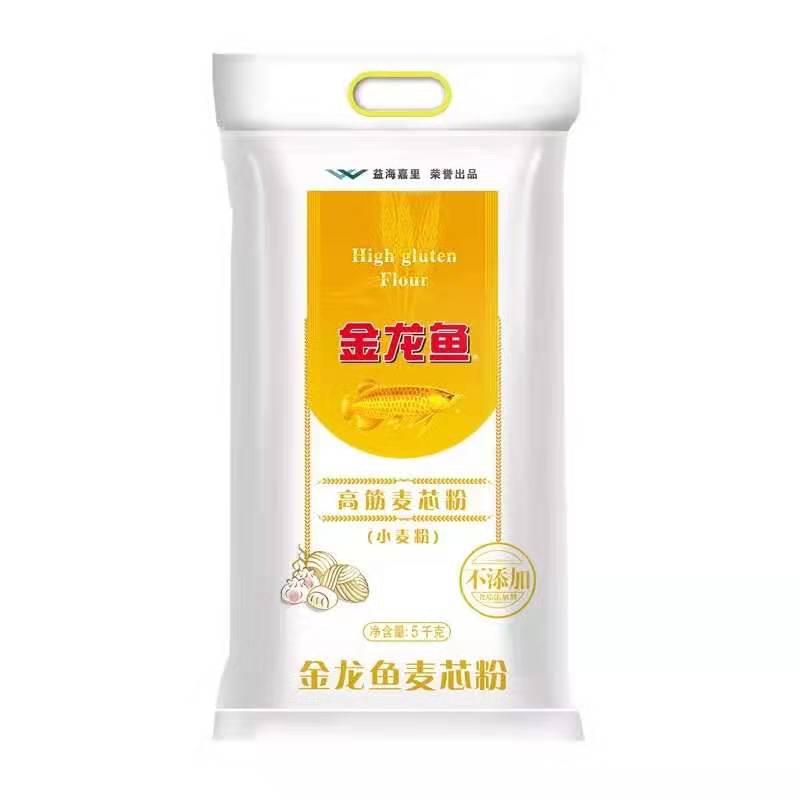 益海嘉里 荣誉出品
High gluten
Flour
金龙鱼
高筋麦芯粉
(小麦粉)
不添加
净含量:5千克
金龙鱼麦芯粉